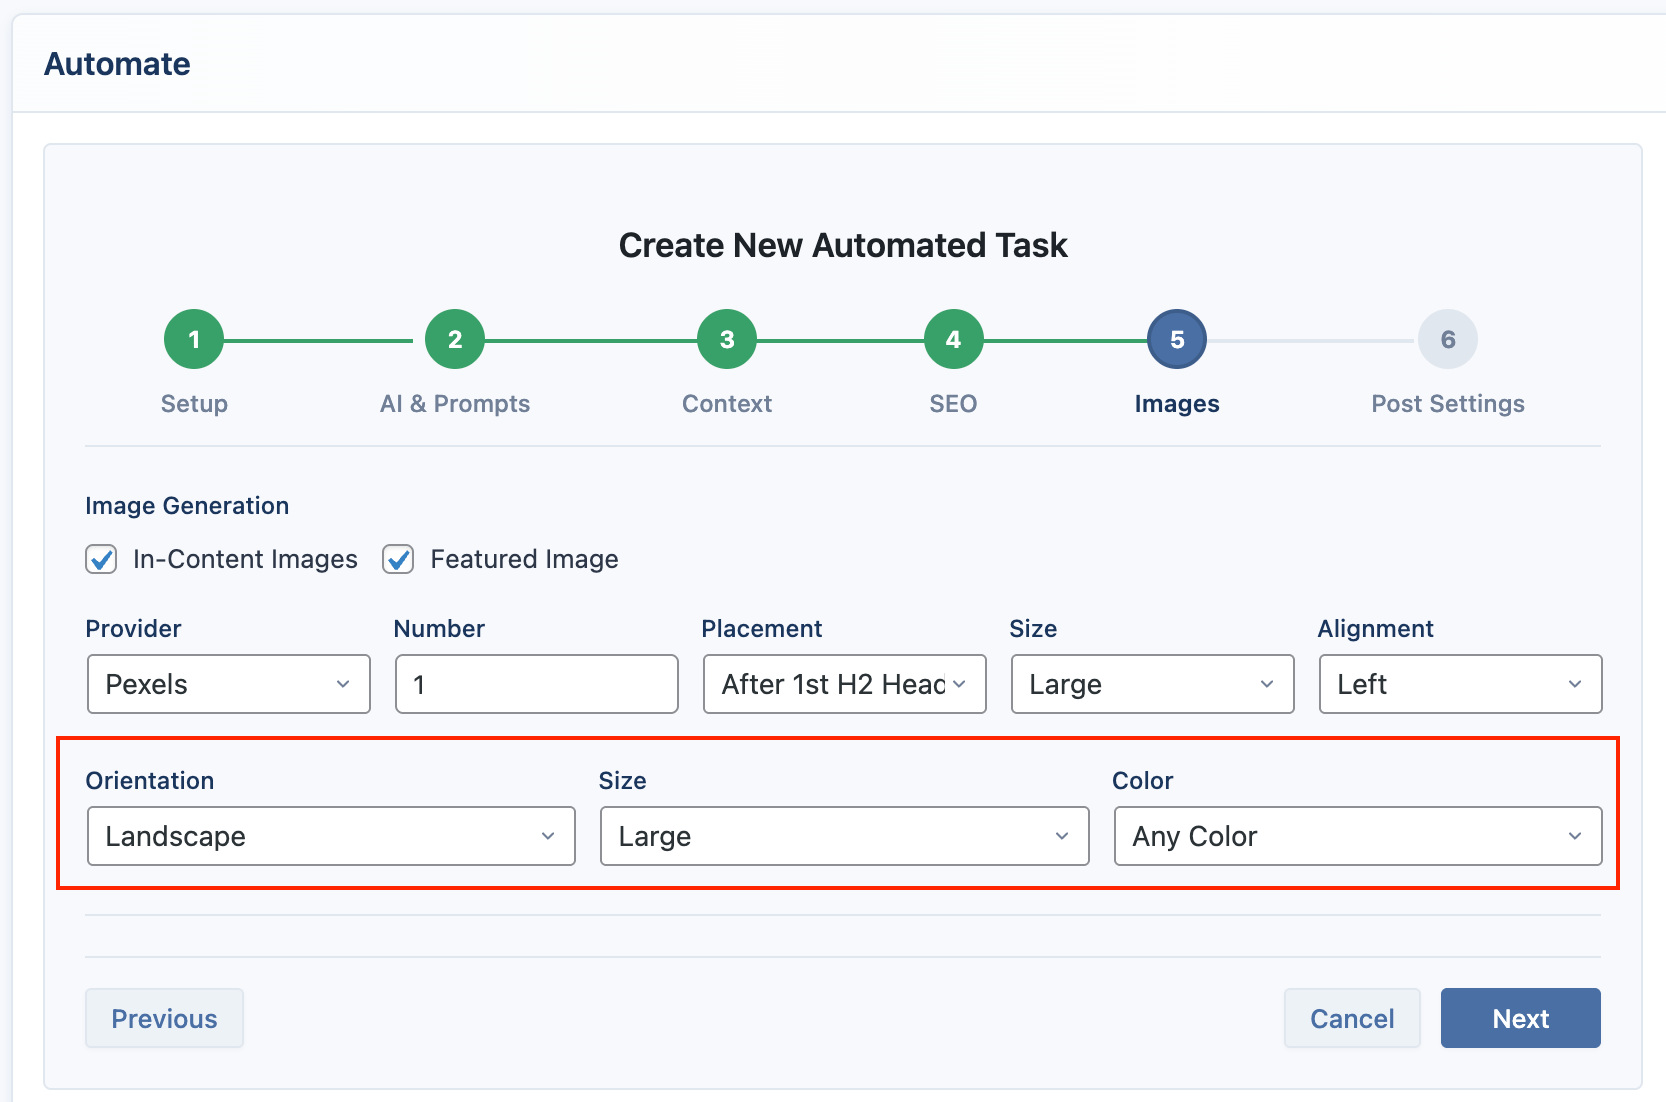 Automate
Create New Automated Task
1 2 3 4 5 6
Setup AI & Prompts Context SEO Images Post Settings
Image Generation
In-Content Images Featured Image
Provider Number Placement Size Alignment
Pexels 1 After 1st H2 Head Large Left
Orientation Size Color
Landscape Large Any Color
Previous Cancel Next